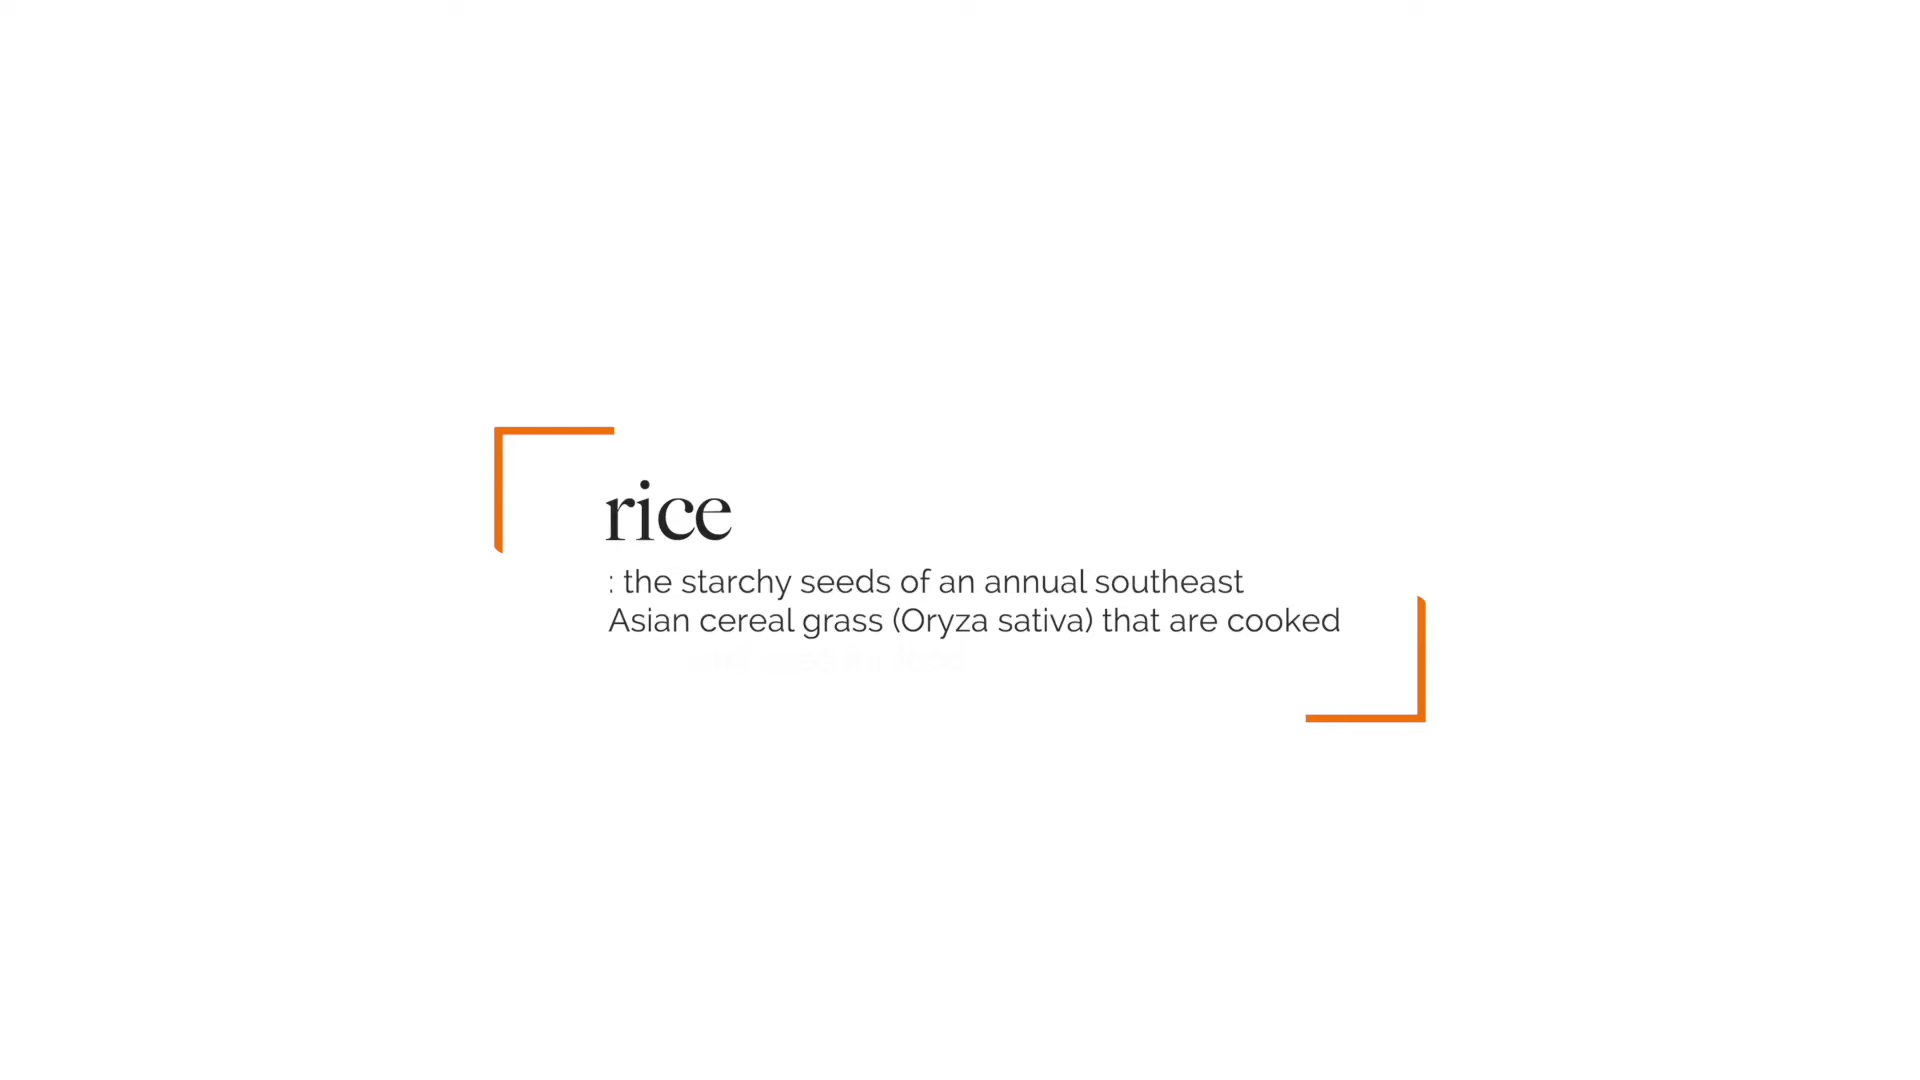 rice
: the starchy seeds of an annual southeast
Asian cereal grass (Oryza sativa) that are cooked